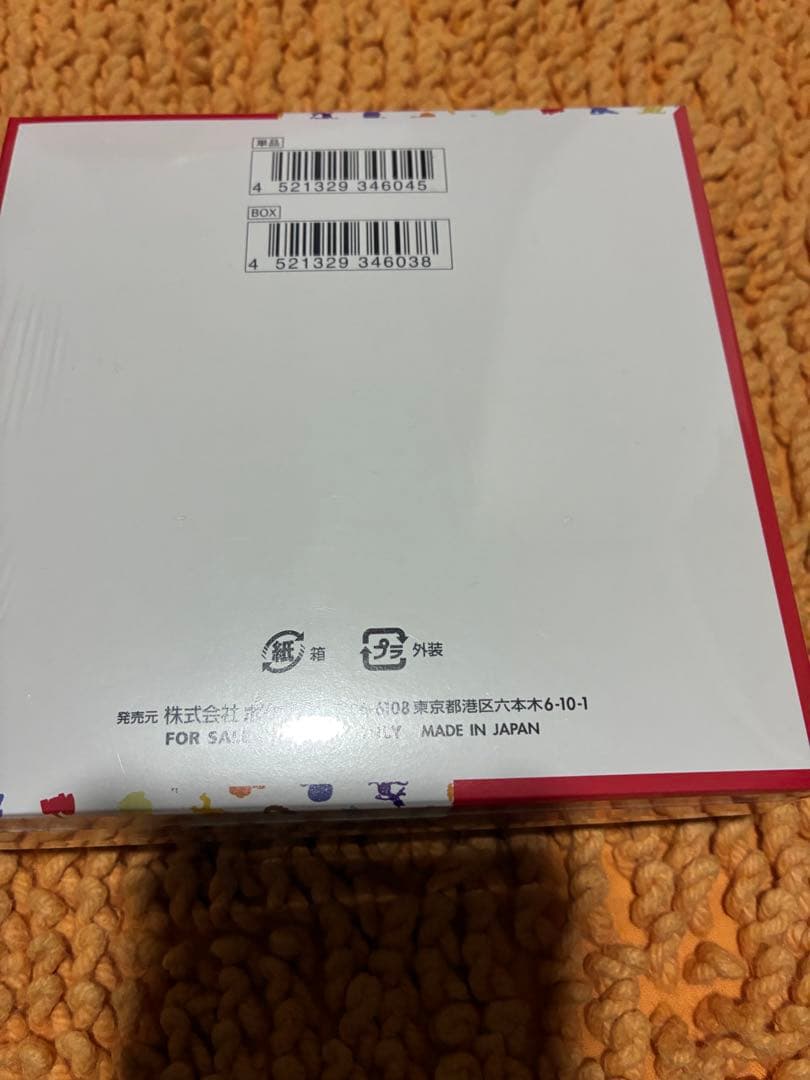 単品
4 521329 346045
BOX
4 521329 346038
紙 箱
プラ 外装
発売元 株式会社 6108 東京都港区六本木6-10-1
FOR SALE MADE IN JAPAN